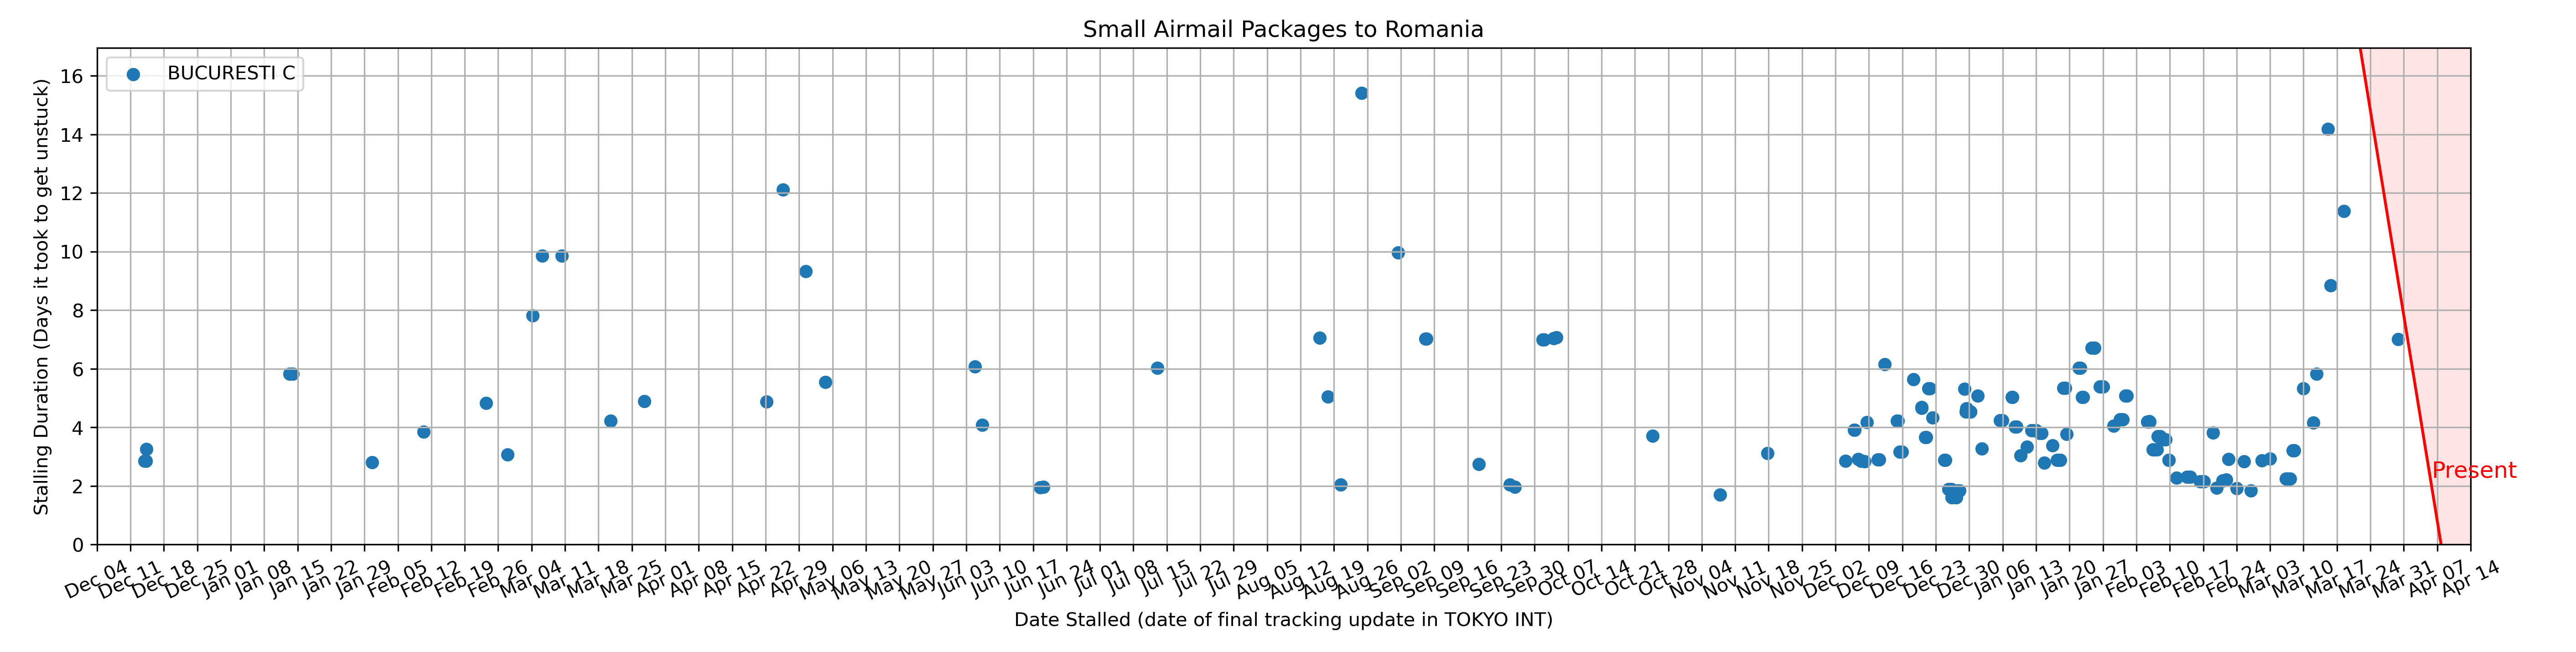 Small Airmail Packages to Romania
BUCURESTI C
Stalling Duration (Days it took to get unstuck)
16
14
12
10
8
6
4
2
0
Present
Dec 04 Dec 11 Dec 18 Dec 25 Jan 01 Jan 08 Jan 15 Jan 22 Jan 29 Feb 05 Feb 12 Feb 19 Feb 26 Mar 04 Mar 11 Mar 18 Mar 25 Apr 01 Apr 08 Apr 15 Apr 22 Apr 29 May 06 May 13 May 20 May 27 Jun 03 Jun 10 Jun 17 Jun 24 Jul 01 Jul 08 Jul 15 Jul 22 Jul 29 Aug 05 Aug 12 Aug 19 Aug 26 Sep 02 Sep 09 Sep 16 Sep 23 Sep 30 Oct 07 Oct 14 Oct 21 Oct 28 Nov 04 Nov 11 Nov 18 Nov 25 Dec 02 Dec 09 Dec 16 Dec 23 Dec 30 Jan 06 Jan 13 Jan 20 Jan 27 Feb 03 Feb 10 Feb 17 Feb 24 Mar 03 Mar 10 Mar 17 Mar 24 Mar 31 Apr 07 Apr 14
Date Stalled (date of final tracking update in TOKYO INT)